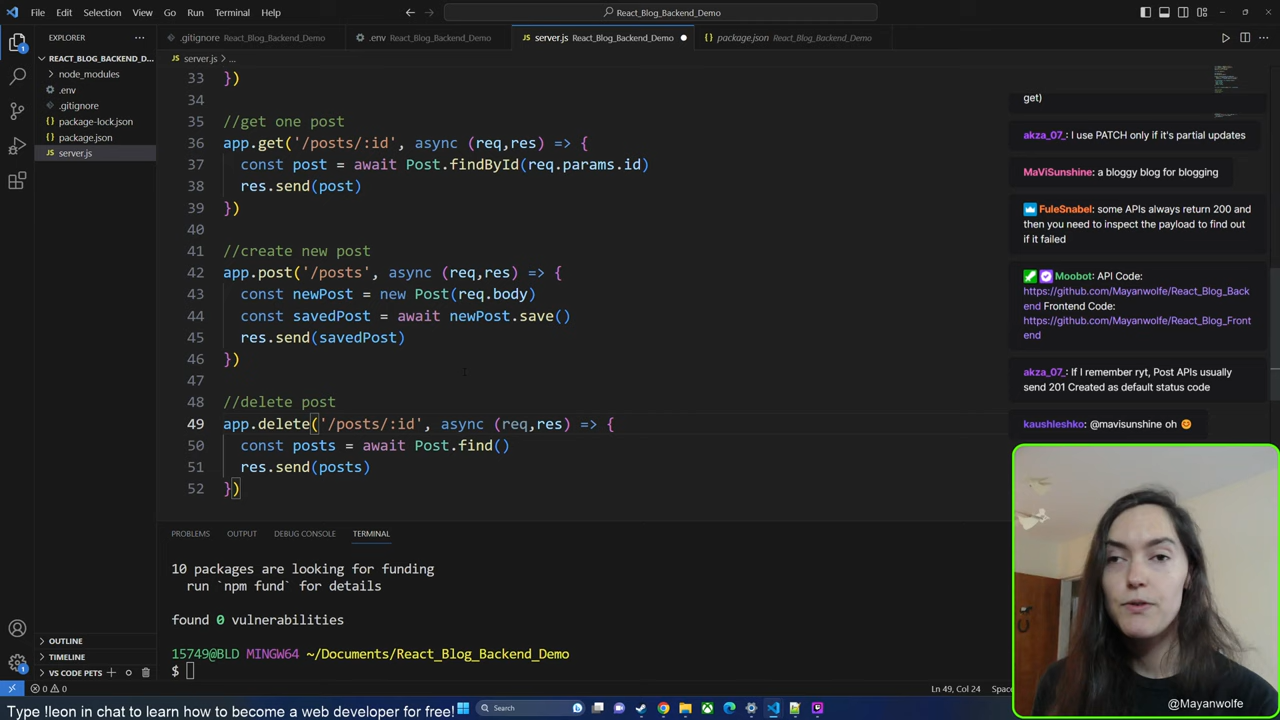 File Edit Selection View Go Run Terminal Help
React_Blog_Backend_Demo
EXPLORER
REACT_BLOG_BACKEND_D...
node_modules
.env
.gitignore
package-lock.json
package.json
server.js
OUTLINE
TIMELINE
VS CODE PETS
.gitignore React_Blog_Backend_Demo
.env React_Blog_Backend_Demo
server.js React_Blog_Backend_Demo
package.json React_Blog_Backend_Demo
JS server.js > ...
33 })
34
35 //get one post
36 app.get('/posts/:id', async (req,res) => {
37 const post = await Post.findById(req.params.id)
38 res.send(post)
39 })
40
41 //create new post
42 app.post('/posts', async (req,res) => {
43 const newPost = new Post(req.body)
44 const savedPost = await newPost.save()
45 res.send(savedPost)
46 })
47
48 //delete post
49 app.delete('/posts/:id', async (req,res) => {
50 const posts = await Post.find()
51 res.send(posts)
52 })
PROBLEMS OUTPUT DEBUG CONSOLE TERMINAL
10 packages are looking for funding
run `npm fund` for details
found 0 vulnerabilities
15749@BLD MINGW64 ~/Documents/React_Blog_Backend_Demo
$
get)
akza_07_: I use PATCH only if it's partial updates
MaViSunshine: a bloggy blog for blogging
FuleSnabel: some APIs always return 200 and
then you need to inspect the payload to find out
if it failed
Moobot: API Code:
https://github.com/Mayanwolfe/React_Blog_Back
end Frontend Code:
https://github.com/Mayanwolfe/React_Blog_Front
end
akza_07_: If I remember ryt, Post APIs usually
send 201 Created as default status code
kaushleshko: @mavisunshine oh
@Mayanwolfe
0 0
Ln 49, Col 24
Type !leon in chat to learn how to become a web developer for free!
Search